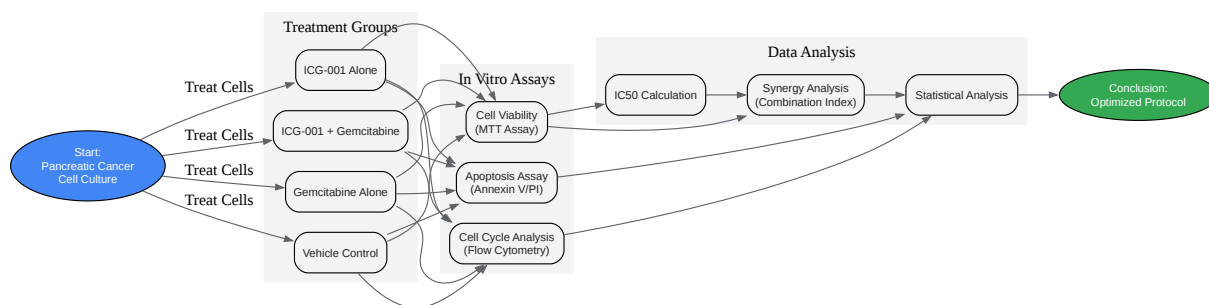 Start:
Pancreatic Cancer
Cell Culture
Treat Cells
Treat Cells
Treat Cells
Treat Cells
Treatment Groups
ICG-001 Alone
ICG-001 + Gemcitabine
Gemcitabine Alone
Vehicle Control
In Vitro Assays
Cell Viability
(MTT Assay)
Apoptosis Assay
(Annexin V/PI)
Cell Cycle Analysis
(Flow Cytometry)
Data Analysis
IC50 Calculation
Synergy Analysis
(Combination Index)
Statistical Analysis
Conclusion:
Optimized Protocol